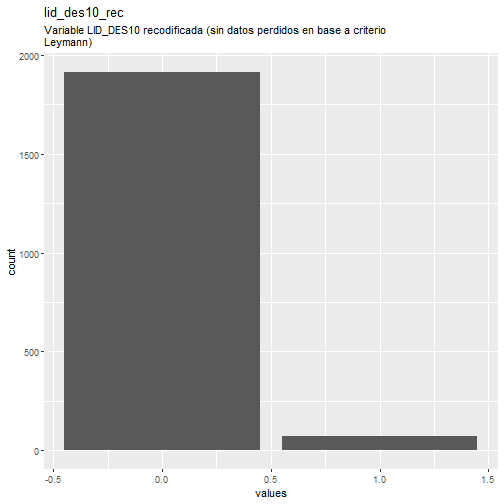 lid_des10_rec
Variable LID_DES10 recodificada (sin datos perdidos en base a criterio
Leymann)
2000
1500
1000
500
0
count
-0.5 0.0 0.5 1.0 1.5
values